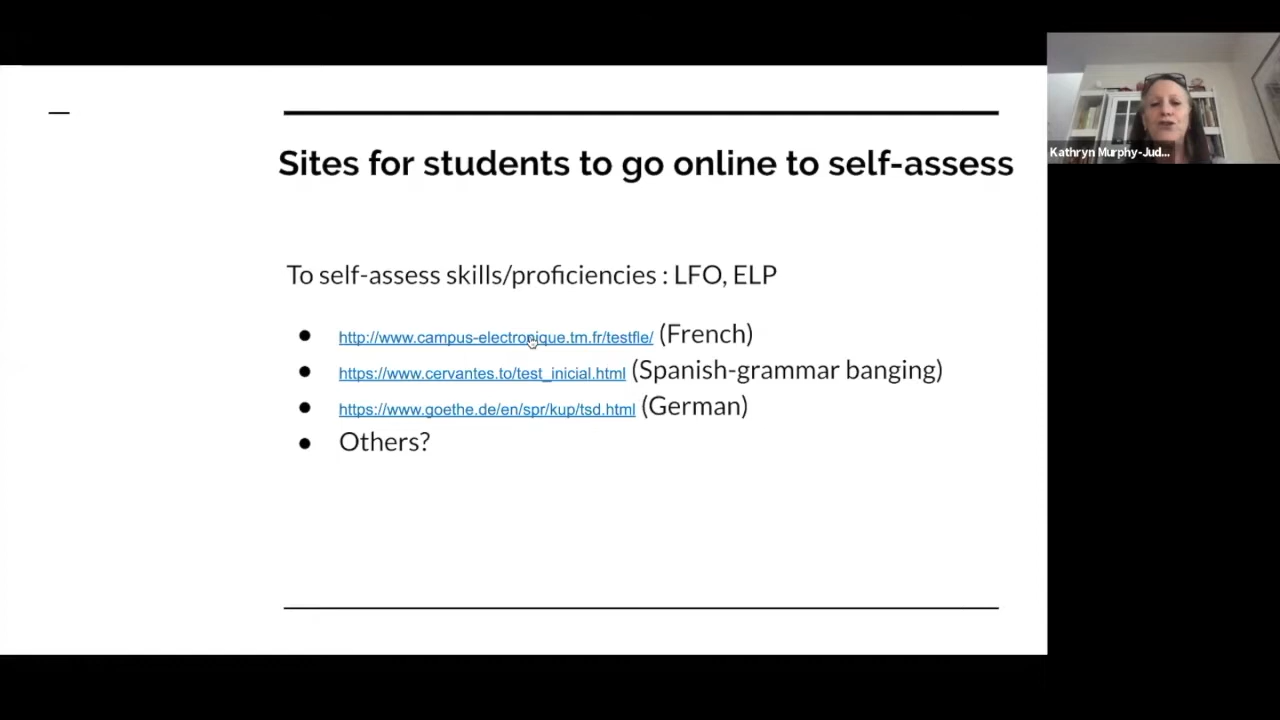 Sites for students to go online to self-assess
To self-assess skills/proficiencies : LFO, ELP
● http://www.campus-electronique.tm.fr/testfle/ (French)
● https://www.cervantes.to/test_inicial.html (Spanish-grammar banging)
● https://www.goethe.de/en/spr/kup/tsd.html (German)
● Others?
Kathryn Murphy-Jud...